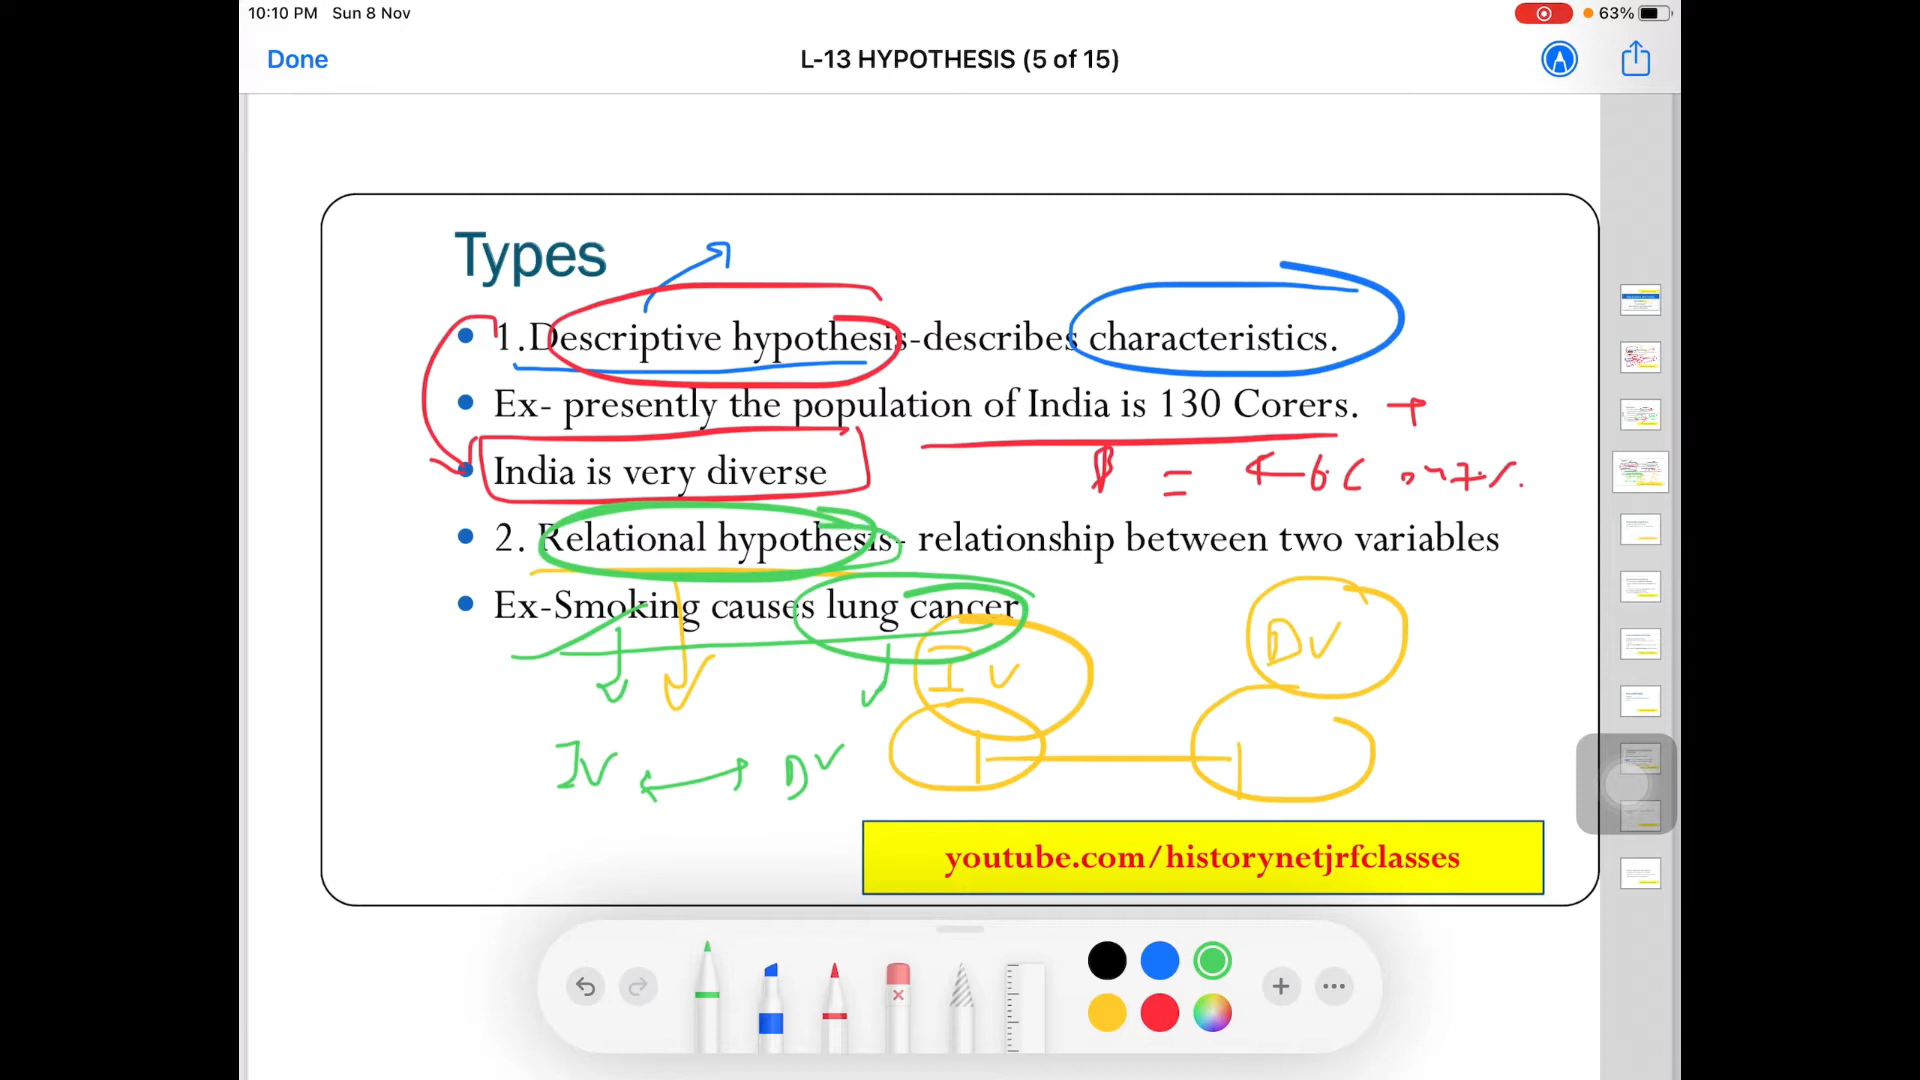 10:10 PM Sun 8 Nov
63%
Done
L-13 HYPOTHESIS (5 of 15)
Types
1.Descriptive hypothesis-describes characteristics.
Ex- presently the population of India is 130 Corers.
India is very diverse
2. Relational hypothesis- relationship between two variables
Ex-Smoking causes lung cancer
IV DV
IV DV
youtube.com/historynetjrfclasses